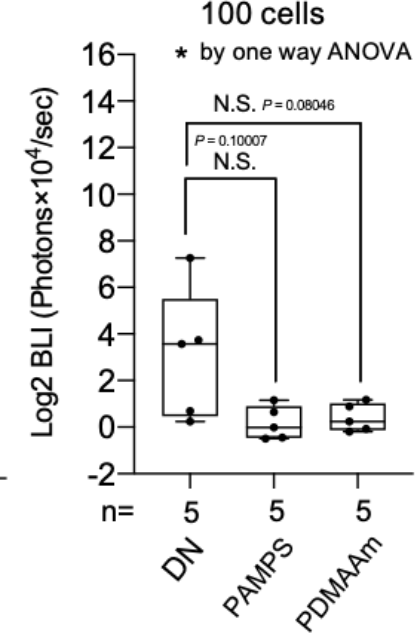 100 cells
* by one way ANOVA
N.S. P = 0.08046
P = 0.10007
N.S.
Log2 BLI (Photons×10⁴/sec)
16
14
12
10
8
6
4
2
0
-2
n= 5 5 5
DN PAMPS PDMAAm